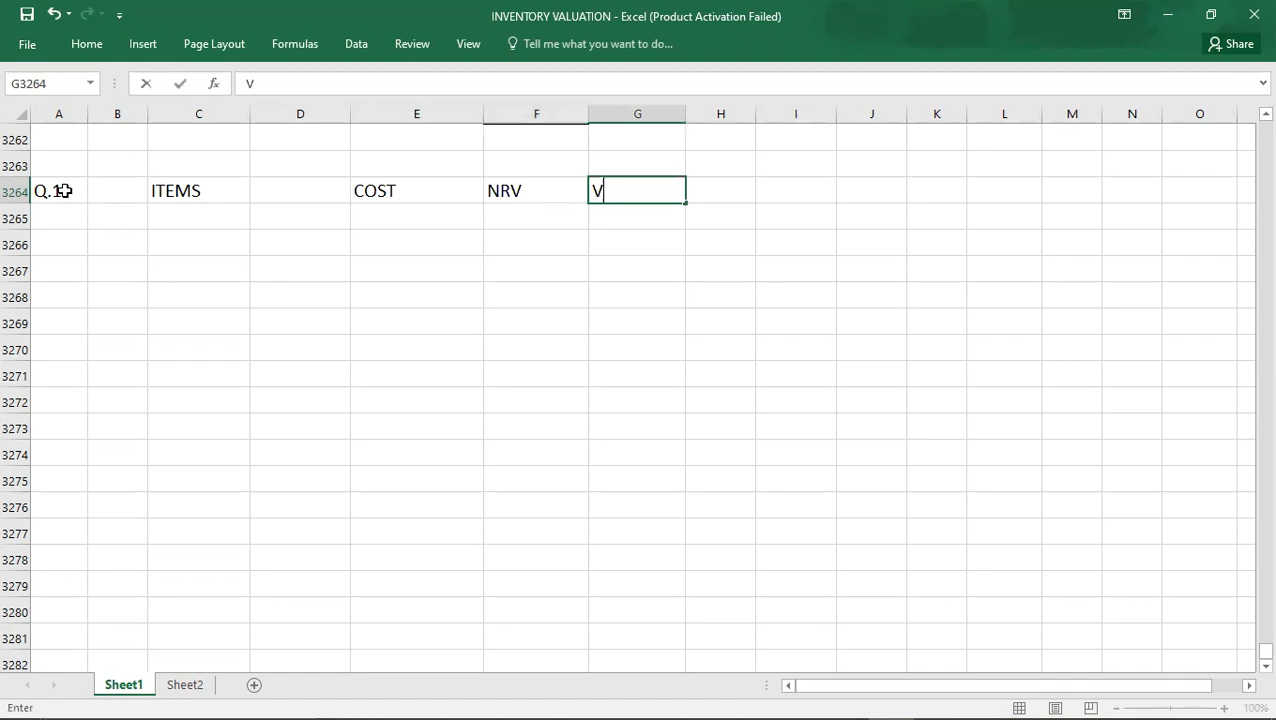 INVENTORY VALUATION - Excel (Product Activation Failed)
File Home Insert Page Layout Formulas Data Review View Tell me what you want to do... Share
G3264 fx V
A B C D E F G H I J K L M N O
3262
3263
3264 Q.1 ITEMS COST NRV V
3265
3266
3267
3268
3269
3270
3271
3272
3273
3274
3275
3276
3277
3278
3279
3280
3281
3282
Sheet1 Sheet2
Enter 100%